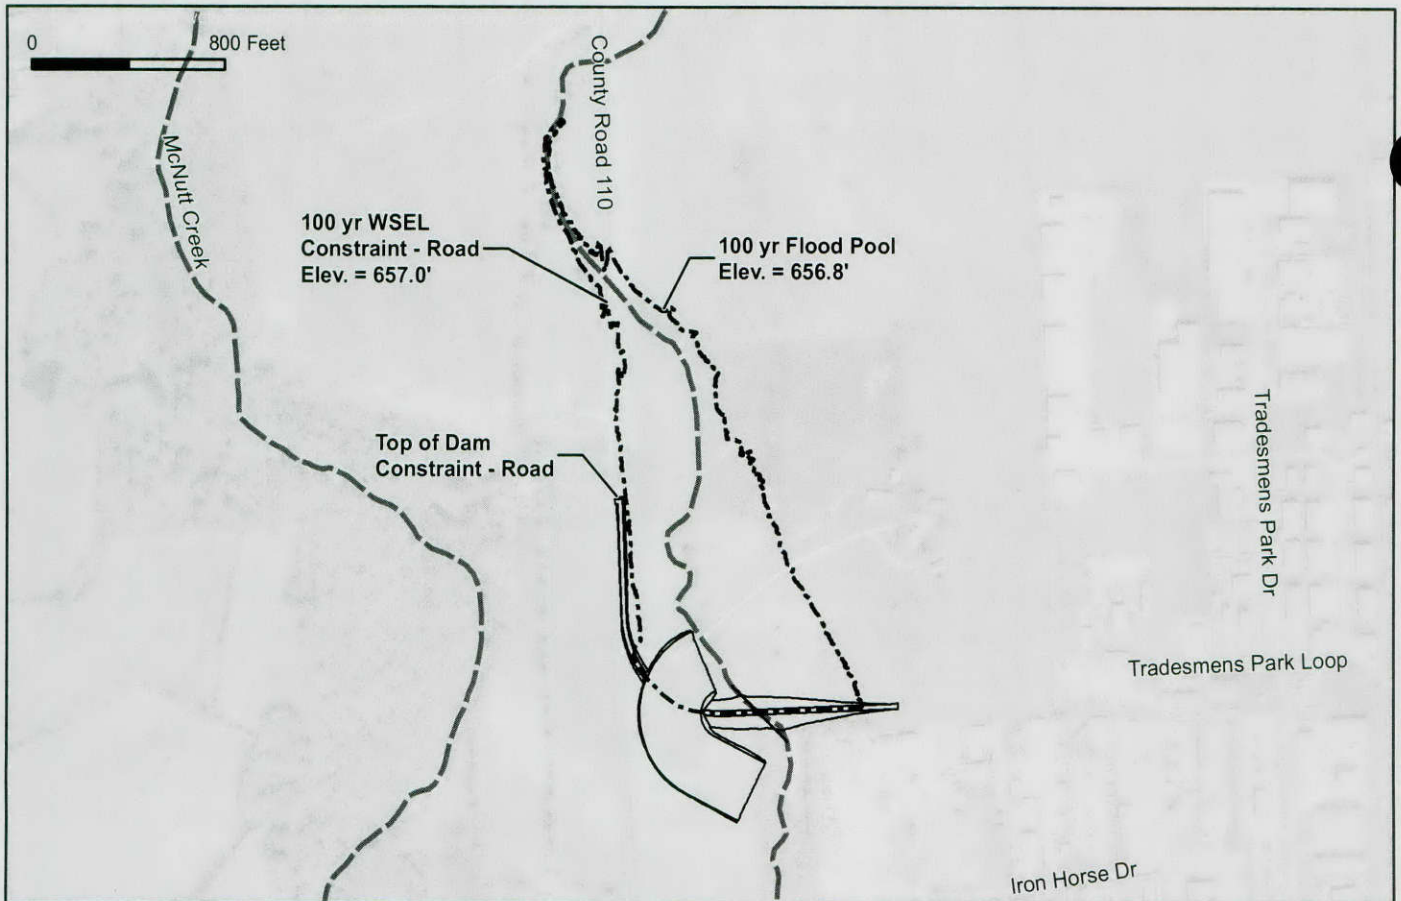 0 800 Feet
County Road 110
McNutt Creek
100 yr WSEL
Constraint - Road
Elev. = 657.0'
100 yr Flood Pool
Elev. = 656.8'
Top of Dam
Constraint - Road
Tradesmens Park Dr
Tradesmens Park Loop
Iron Horse Dr